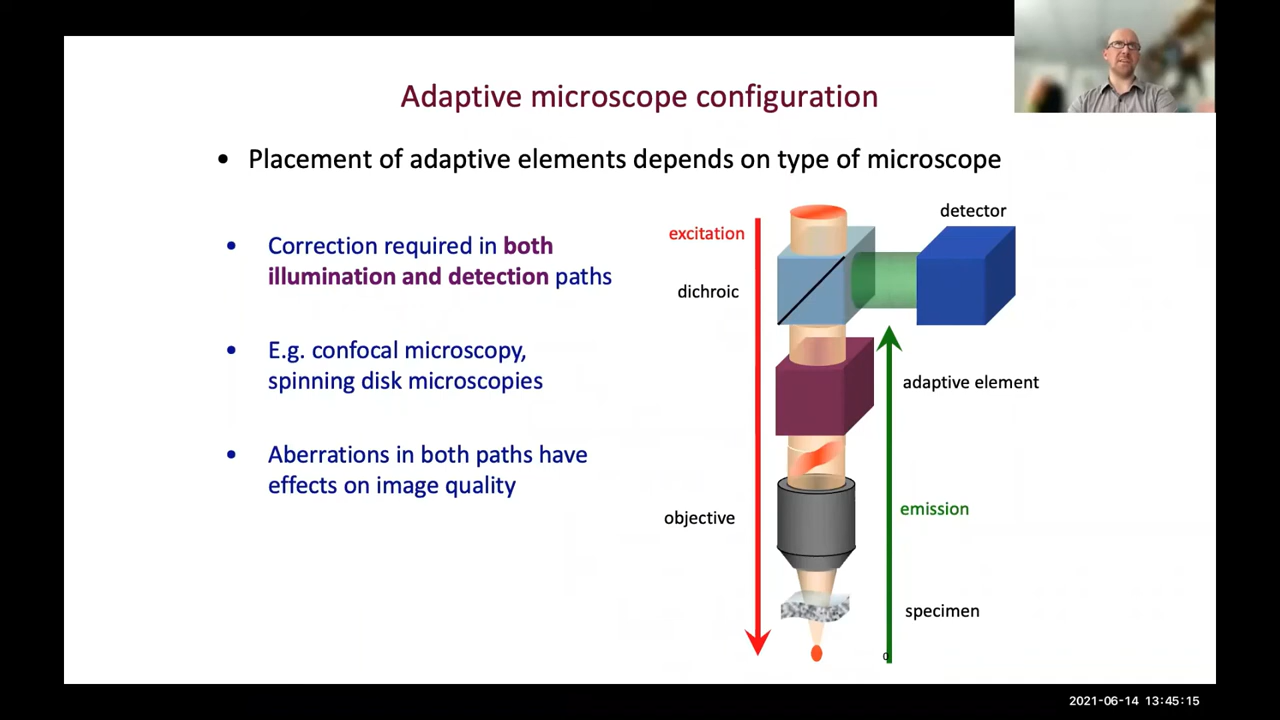 Adaptive microscope configuration
• Placement of adaptive elements depends on type of microscope
• Correction required in both
illumination and detection paths
• E.g. confocal microscopy,
spinning disk microscopies
• Aberrations in both paths have
effects on image quality
detector
excitation
dichroic
adaptive element
emission
objective
specimen
2021-06-14 13:45:15